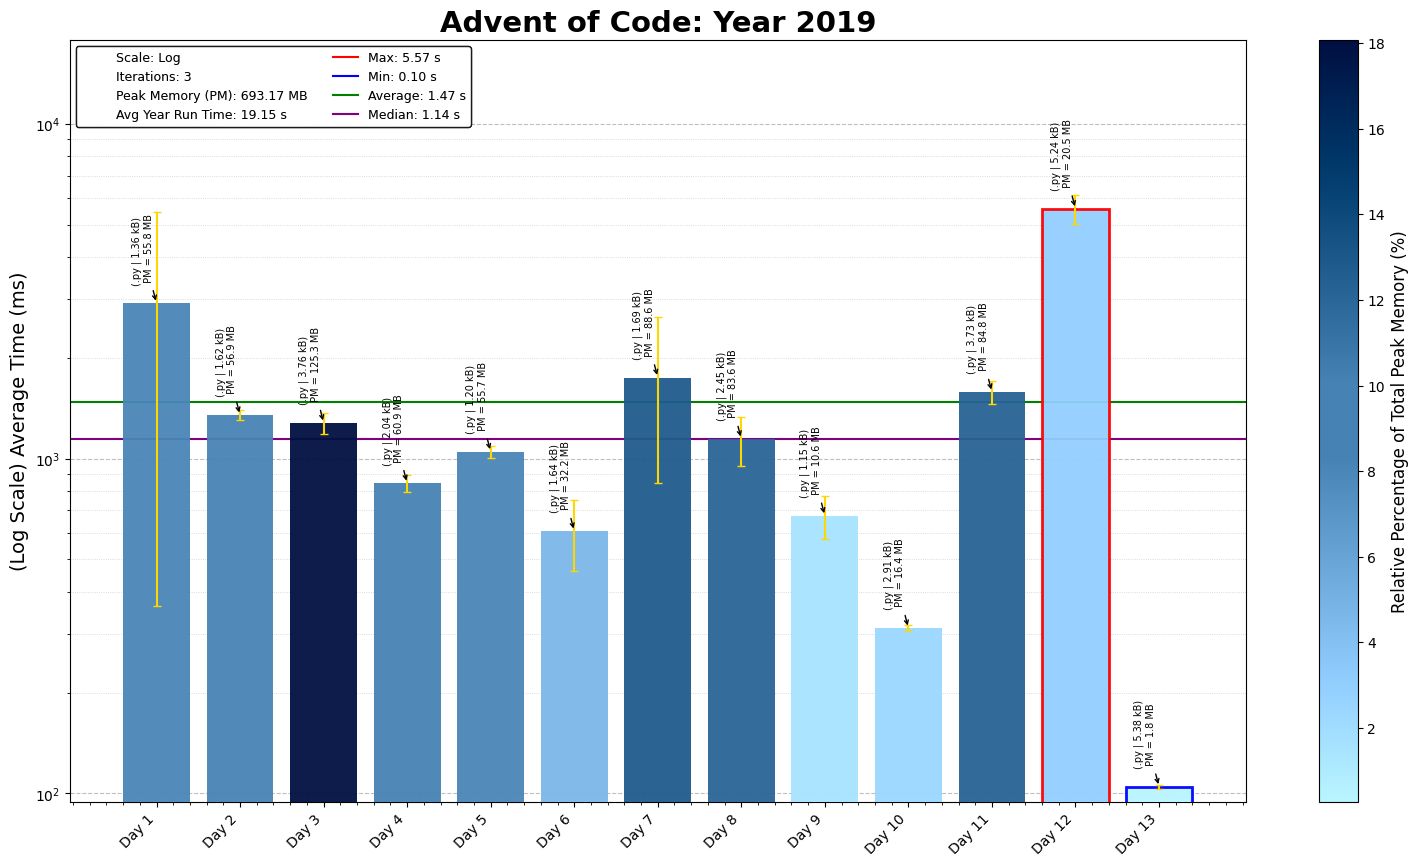 Advent of Code: Year 2019
Scale: Log
Iterations: 3
Peak Memory (PM): 693.17 MB
Avg Year Run Time: 19.15 s
Max: 5.57 s
Min: 0.10 s
Average: 1.47 s
Median: 1.14 s
(Log Scale) Average Time (ms)
10⁴
10³
10²
(.py | 1.36 kB)
PM = 55.8 MB
(.py | 1.62 kB)
PM = 56.9 MB
(.py | 3.76 kB)
PM = 125.3 MB
(.py | 2.04 kB)
PM = 60.9 MB
(.py | 1.20 kB)
PM = 55.7 MB
(.py | 1.64 kB)
PM = 32.2 MB
(.py | 1.69 kB)
PM = 88.6 MB
(.py | 2.45 kB)
PM = 83.6 MB
(.py | 1.15 kB)
PM = 10.6 MB
(.py | 2.91 kB)
PM = 16.4 MB
(.py | 3.73 kB)
PM = 84.8 MB
(.py | 5.24 kB)
PM = 20.5 MB
(.py | 5.38 kB)
PM = 1.8 MB
Day 1
Day 2
Day 3
Day 4
Day 5
Day 6
Day 7
Day 8
Day 9
Day 10
Day 11
Day 12
Day 13
18
16
14
12
10
8
6
4
2
Relative Percentage of Total Peak Memory (%)